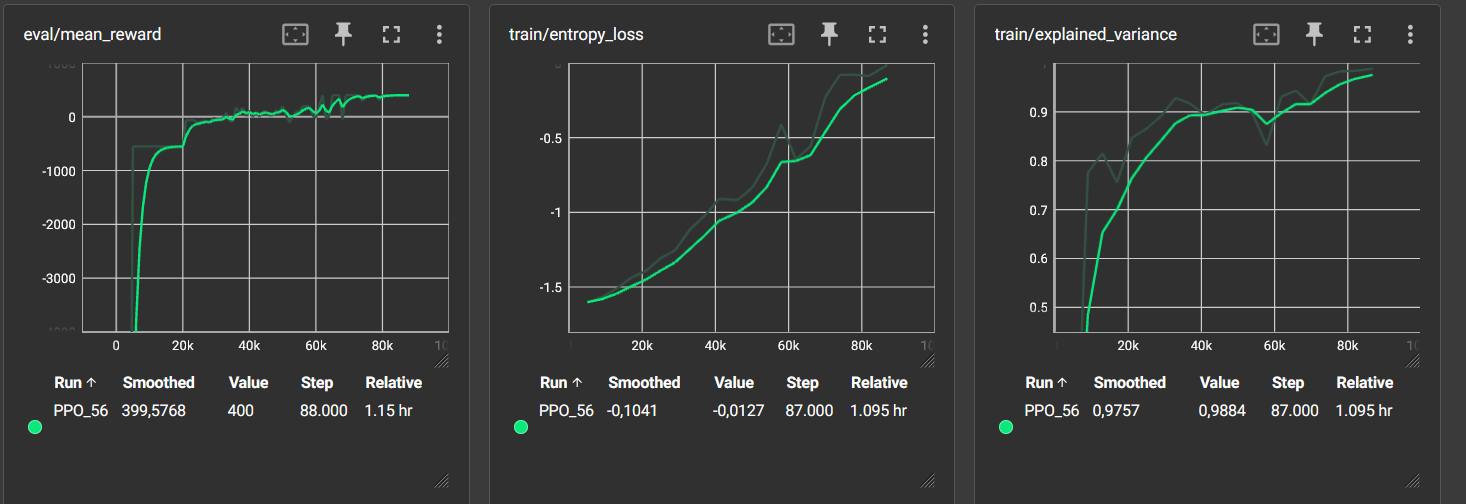 eval/mean_reward
train/entropy_loss
train/explained_variance
0
-1000
-2000
-3000
0 20k 40k 60k 80k
-0.5
-1
-1.5
20k 40k 60k 80k
0.9
0.8
0.7
0.6
0.5
20k 40k 60k 80k
Run ↑ Smoothed Value Step Relative
PPO_56 399,5768 400 88.000 1.15 hr
Run ↑ Smoothed Value Step Relative
PPO_56 -0,1041 -0,0127 87.000 1.095 hr
Run ↑ Smoothed Value Step Relative
PPO_56 0,9757 0,9884 87.000 1.095 hr